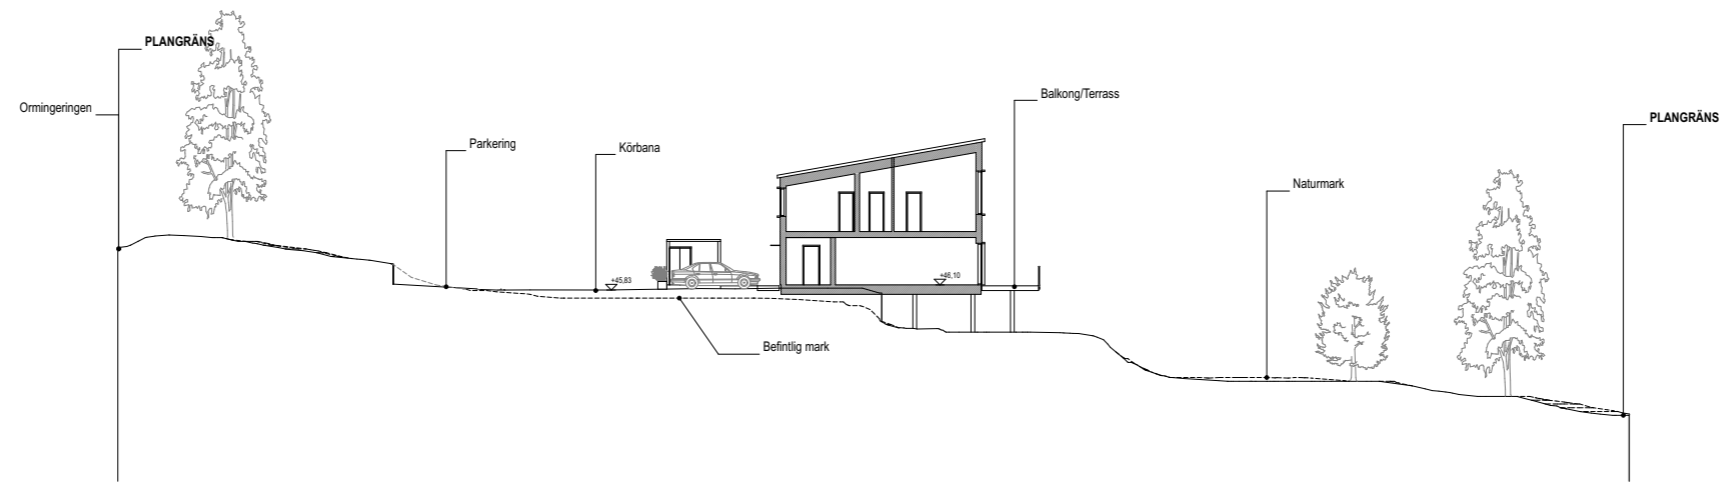 PLANGRÄNS
Ormingeringen
Parkering
Körbana
Balkong/Terrass
PLANGRÄNS
Naturmark
+45,83
+46,10
Befintlig mark